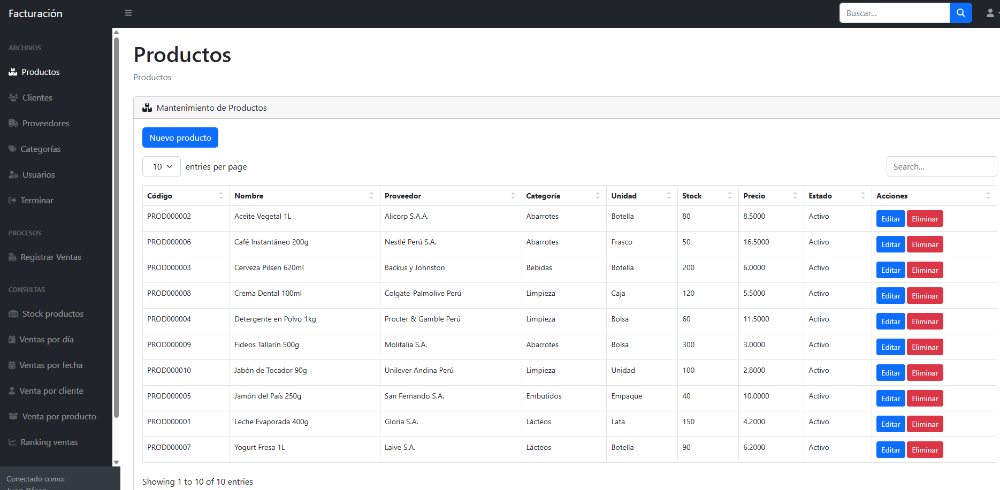 Facturación
Buscar...
ARCHIVOS
Productos
Clientes
Proveedores
Categorías
Usuarios
Terminar
PROCESOS
Registrar Ventas
CONSULTAS
Stock productos
Ventas por día
Ventas por fecha
Venta por cliente
Venta por producto
Ranking ventas
Conectado como:
Productos
Productos
Mantenimiento de Productos
Nuevo producto
10 entries per page
Search...
Código Nombre Proveedor Categoría Unidad Stock Precio Estado Acciones
PROD000002 Aceite Vegetal 1L Alicorp S.A.A. Abarrotes Botella 80 8.5000 Activo Editar Eliminar
PROD000006 Café Instantáneo 200g Nestlé Perú S.A. Abarrotes Frasco 50 16.5000 Activo Editar Eliminar
PROD000003 Cerveza Pilsen 620ml Backus y Johnston Bebidas Botella 200 6.0000 Activo Editar Eliminar
PROD000008 Crema Dental 100ml Colgate-Palmolive Perú Limpieza Caja 120 5.5000 Activo Editar Eliminar
PROD000004 Detergente en Polvo 1kg Procter & Gamble Perú Limpieza Bolsa 60 11.5000 Activo Editar Eliminar
PROD000009 Fideos Tallarín 500g Molitalia S.A. Abarrotes Bolsa 300 3.0000 Activo Editar Eliminar
PROD000010 Jabón de Tocador 90g Unilever Andina Perú Limpieza Unidad 100 2.8000 Activo Editar Eliminar
PROD000005 Jamón del País 250g San Fernando S.A. Embutidos Empaque 40 10.0000 Activo Editar Eliminar
PROD000001 Leche Evaporada 400g Gloria S.A. Lácteos Lata 150 4.2000 Activo Editar Eliminar
PROD000007 Yogurt Fresa 1L Laive S.A. Lácteos Botella 90 6.2000 Activo Editar Eliminar
Showing 1 to 10 of 10 entries